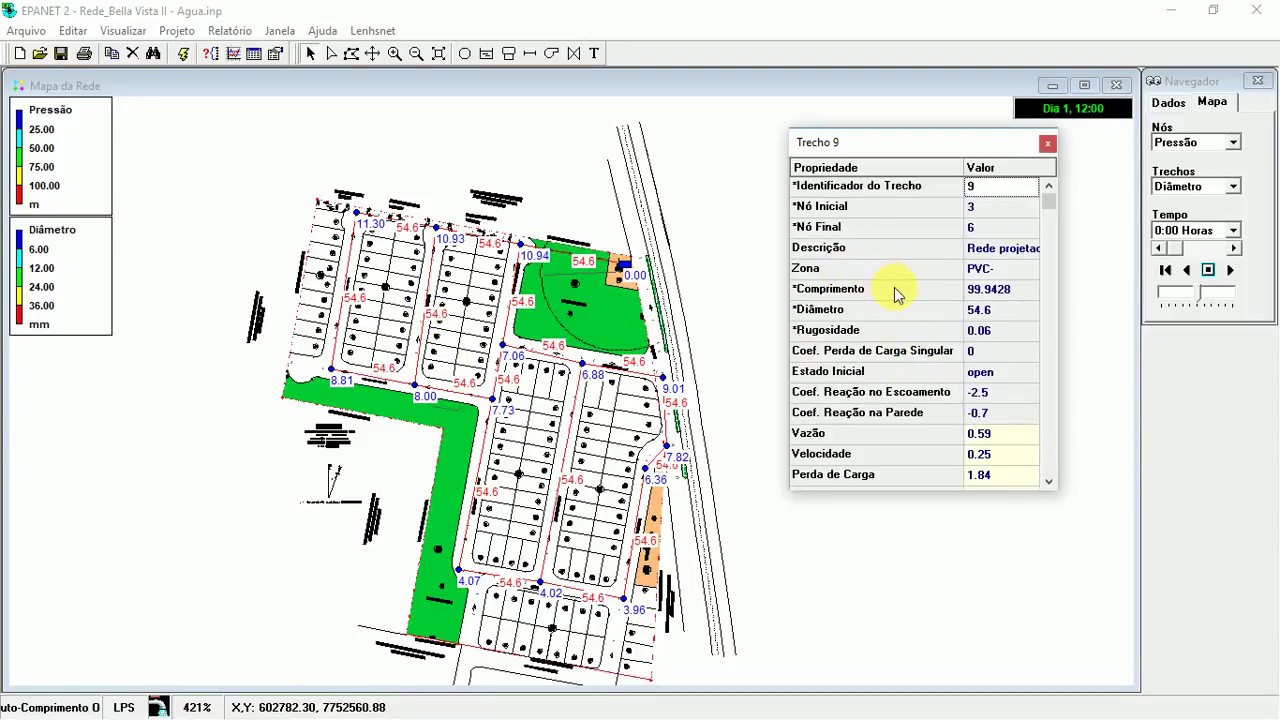 EPANET 2 - Rede_Bella Vista II - Agua.inp
Arquivo Editar Visualizar Projeto Relatório Janela Ajuda Lenhsnet
Mapa da Rede
Pressão
25.00
50.00
75.00
100.00
m
Diâmetro
6.00
12.00
24.00
36.00
mm
Dia 1, 12:00
11.30
54.6
10.93
54.6
10.94
54.6
0.00
54.6
54.6
54.6
54.6
7.06
54.6
6.88
54.6
9.01
8.81
54.6
8.00
54.6
54.6
7.73
54.6
7.82
54.6
6.36
54.6
54.6
54.6
4.07
54.6
4.02
54.6
3.96
Trecho 9
Propriedade Valor
*Identificador do Trecho 9
*Nó Inicial 3
*Nó Final 6
Descrição Rede projetac
Zona PVC-
*Comprimento 99.9428
*Diâmetro 54.6
*Rugosidade 0.06
Coef. Perda de Carga Singular 0
Estado Inicial open
Coef. Reação no Escoamento -2.5
Coef. Reação na Parede -0.7
Vazão 0.59
Velocidade 0.25
Perda de Carga 1.84
Navegador
Dados Mapa
Nós
Pressão
Trechos
Diâmetro
Tempo
0:00 Horas
uto-Comprimento O LPS 421% X,Y: 602782.30, 7752560.88